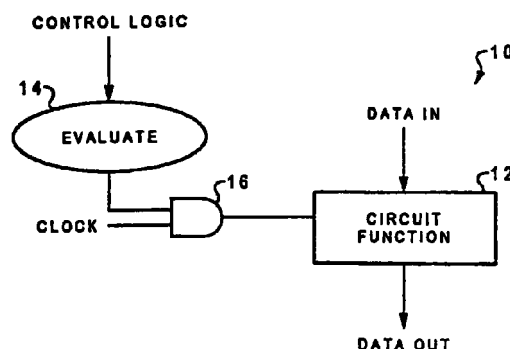 CONTROL LOGIC
10
14
EVALUATE
DATA IN
16
12
CLOCK
CIRCUIT
FUNCTION
DATA OUT